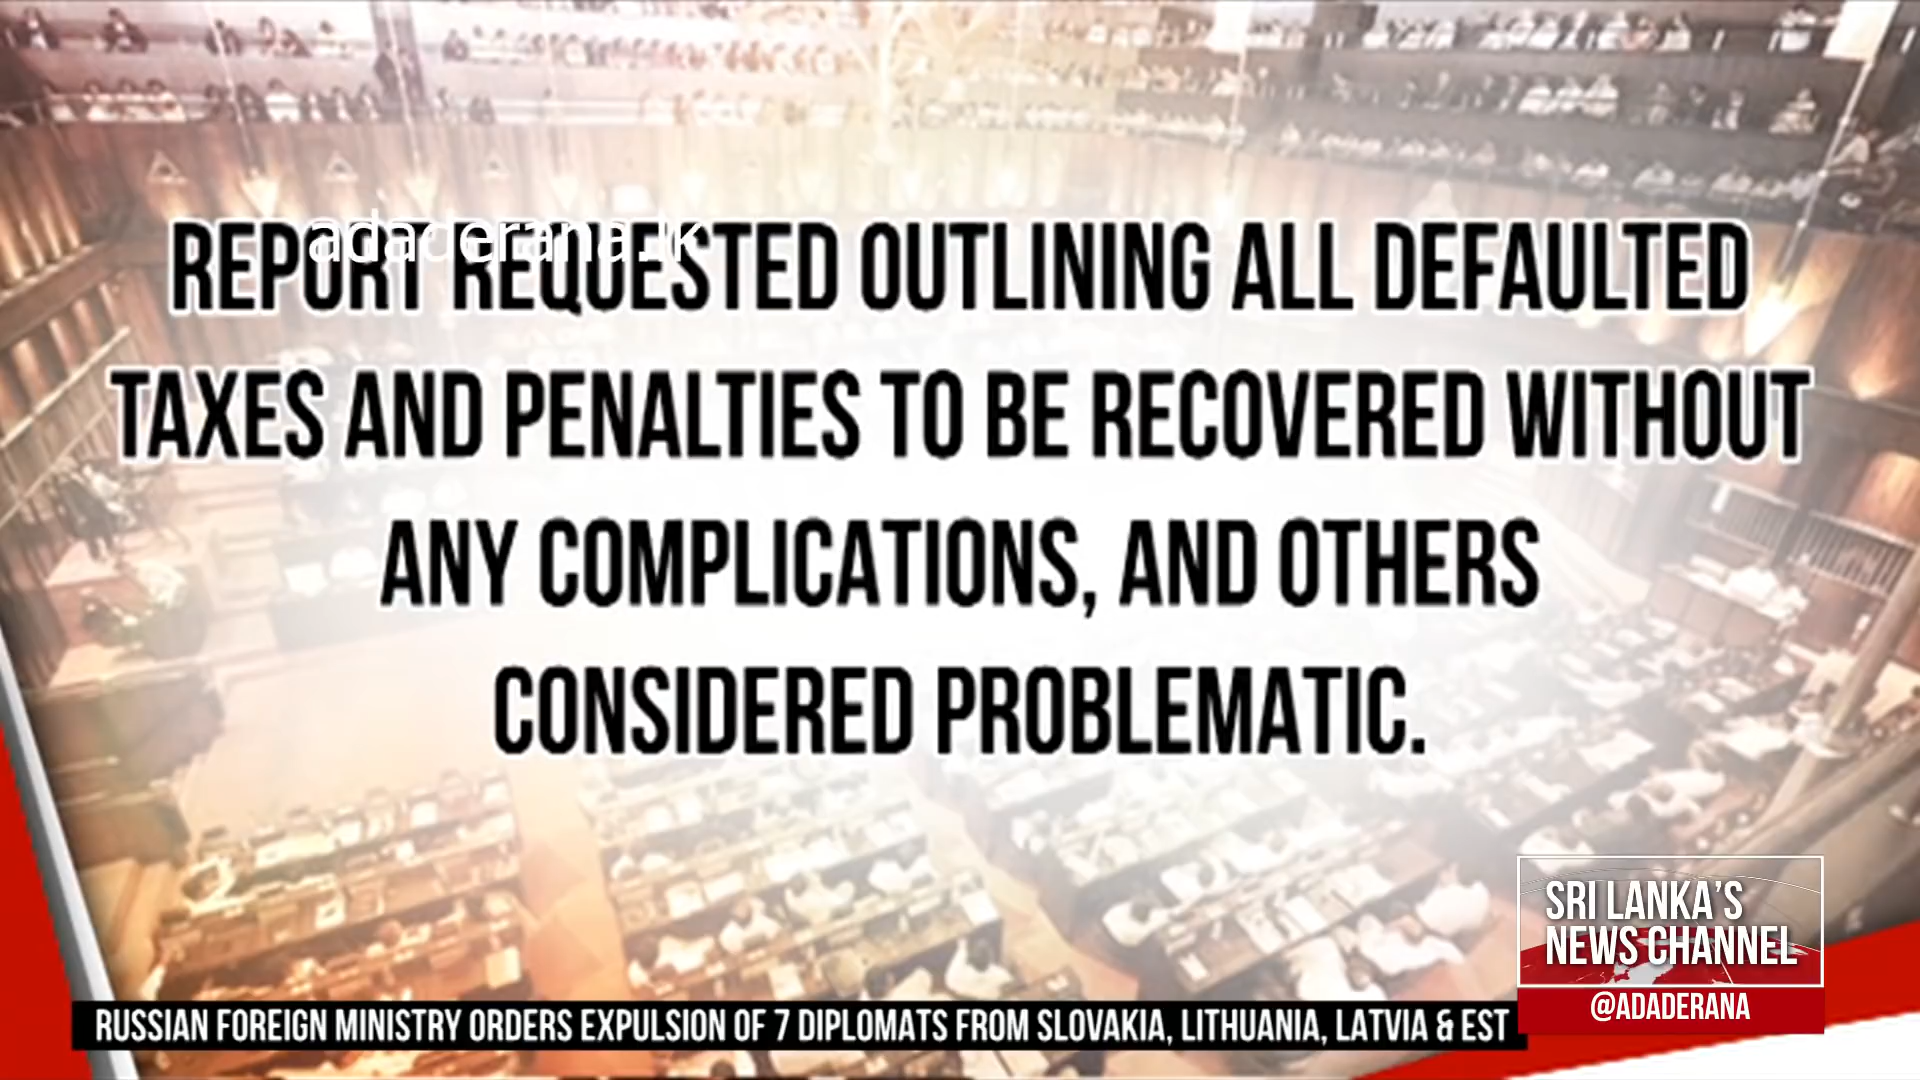 adaderana.lk
REPORT REQUESTED OUTLINING ALL DEFAULTED
TAXES AND PENALTIES TO BE RECOVERED WITHOUT
ANY COMPLICATIONS, AND OTHERS
CONSIDERED PROBLEMATIC.
SRI LANKA'S
NEWS CHANNEL
@ADADERANA
RUSSIAN FOREIGN MINISTRY ORDERS EXPULSION OF 7 DIPLOMATS FROM SLOVAKIA, LITHUANIA, LATVIA & EST